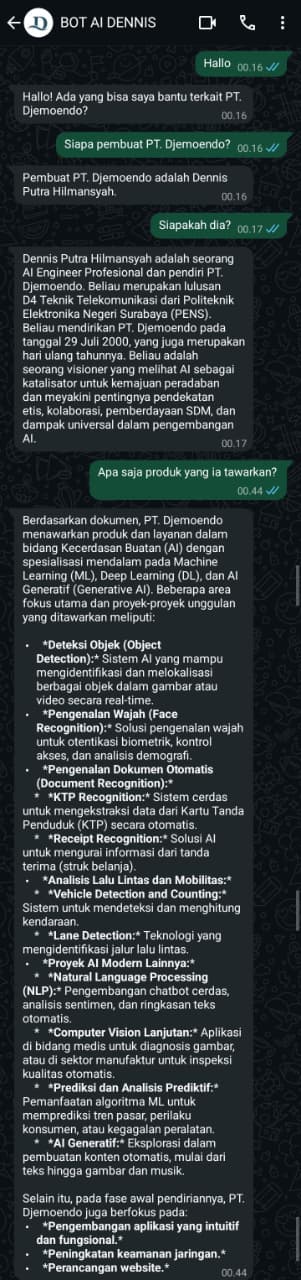 BOT AI DENNIS
Hallo 00.16
Hallo! Ada yang bisa saya bantu terkait PT.
Djemoendo?
00.16
Siapa pembuat PT. Djemoendo? 00.16
Pembuat PT. Djemoendo adalah Dennis
Putra Hilmansyah.
00.16
Siapakah dia? 00.17
Dennis Putra Hilmansyah adalah seorang
AI Engineer Profesional dan pendiri PT.
Djemoendo. Beliau merupakan lulusan
D4 Teknik Telekomunikasi dari Politeknik
Elektronika Negeri Surabaya (PENS).
Beliau mendirikan PT. Djemoendo pada
tanggal 29 Juli 2000, yang juga merupakan
hari ulang tahunnya. Beliau adalah
seorang visioner yang melihat AI sebagai
katalisator untuk kemajuan peradaban
dan meyakini pentingnya pendekatan
etis, kolaborasi, pemberdayaan SDM, dan
dampak universal dalam pengembangan
AI.
00.17
Apa saja produk yang ia tawarkan?
00.44
Berdasarkan dokumen, PT. Djemoendo
menawarkan produk dan layanan dalam
bidang Kecerdasan Buatan (AI) dengan
spesialisasi mendalam pada Machine
Learning (ML), Deep Learning (DL), dan AI
Generatif (Generative AI). Beberapa area
fokus utama dan proyek-proyek unggulan
yang ditawarkan meliputi:
• *Deteksi Objek (Object
Detection):* Sistem AI yang mampu
mengidentifikasi dan melokalisasi
berbagai objek dalam gambar atau
video secara real-time.
• *Pengenalan Wajah (Face
Recognition):* Solusi pengenalan wajah
untuk otentikasi biometrik, kontrol
akses, dan analisis demografi.
• *Pengenalan Dokumen Otomatis
(Document Recognition):*
* *KTP Recognition:* Sistem cerdas
untuk mengekstraksi data dari Kartu Tanda
Penduduk (KTP) secara otomatis.
* *Receipt Recognition:* Solusi AI
untuk mengurai informasi dari tanda
terima (struk belanja).
• *Analisis Lalu Lintas dan Mobilitas:*
* *Vehicle Detection and Counting:*
Sistem untuk mendeteksi dan menghitung
kendaraan.
* *Lane Detection:* Teknologi yang
mengidentifikasi jalur lalu lintas.
• *Proyek AI Modern Lainnya:*
* *Natural Language Processing
(NLP):* Pengembangan chatbot cerdas,
analisis sentimen, dan ringkasan teks
otomatis.
* *Computer Vision Lanjutan:* Aplikasi
di bidang medis untuk diagnosis gambar,
atau di sektor manufaktur untuk inspeksi
kualitas otomatis.
* *Prediksi dan Analisis Prediktif:*
Pemanfaatan algoritma ML untuk
memprediksi tren pasar, perilaku
konsumen, atau kegagalan peralatan.
* *AI Generatif:* Eksplorasi dalam
pembuatan konten otomatis, mulai dari
teks hingga gambar dan musik.
Selain itu, pada fase awal pendiriannya, PT.
Djemoendo juga berfokus pada:
• *Pengembangan aplikasi yang intuitif
dan fungsional.*
• *Peningkatan keamanan jaringan.*
• *Perancangan website.*
00.44